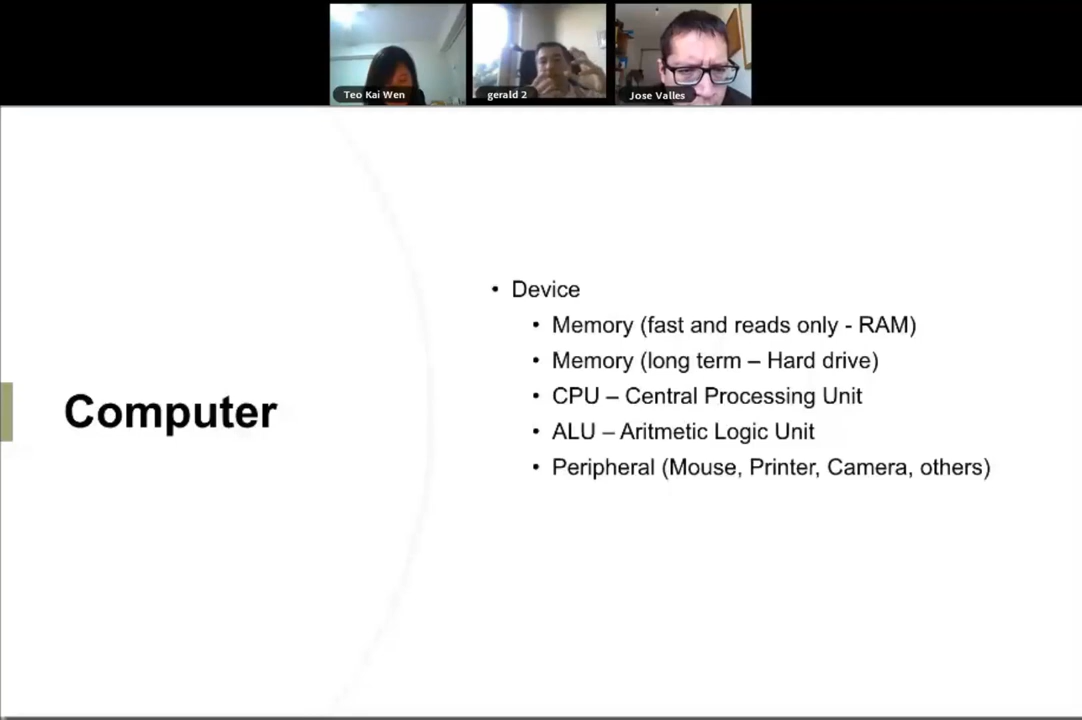 Teo Kai Wen
gerald 2
Jose Valles
Computer
• Device
• Memory (fast and reads only - RAM)
• Memory (long term – Hard drive)
• CPU – Central Processing Unit
• ALU – Aritmetic Logic Unit
• Peripheral (Mouse, Printer, Camera, others)